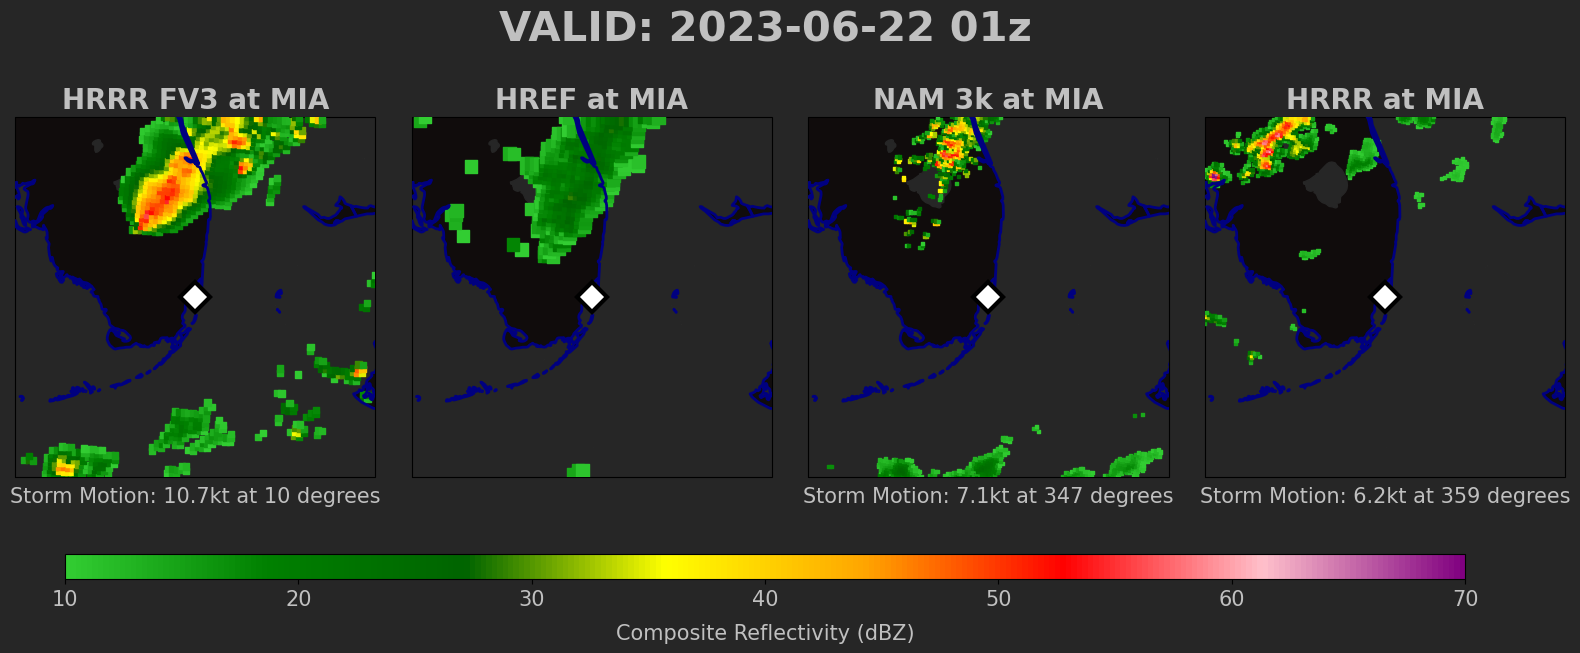 VALID: 2023-06-22 01z
HRRR FV3 at MIA
HREF at MIA
NAM 3k at MIA
HRRR at MIA
Storm Motion: 10.7kt at 10 degrees
Storm Motion: 7.1kt at 347 degrees
Storm Motion: 6.2kt at 359 degrees
10 20 30 40 50 60 70
Composite Reflectivity (dBZ)